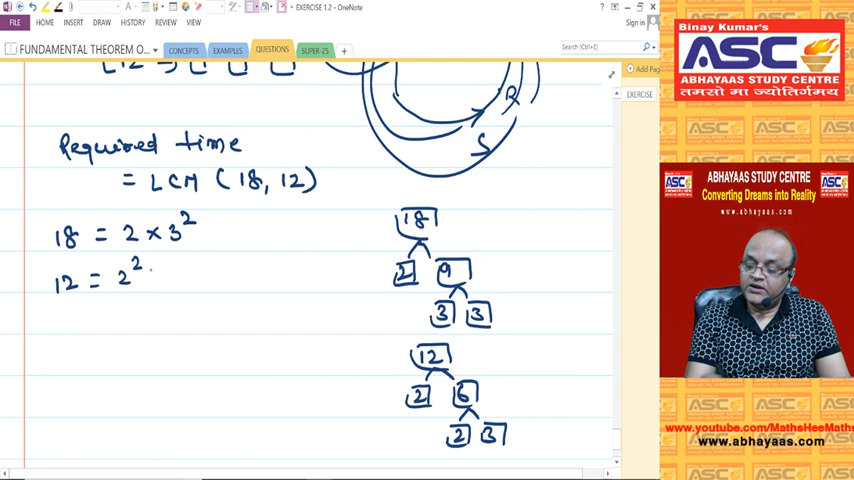 EXERCISE 1.2 - OneNote
FILE HOME INSERT DRAW HISTORY REVIEW VIEW
Sign in
FUNDAMENTAL THEOREM O... CONCEPTS EXAMPLES QUESTIONS SUPER-25 +
Search (Ctrl+E)
Add Page
EXERCISE
R
S
Required time
= LCM (18, 12)
18 = 2 × 3²
12 = 2²
18
2 9
3 3
12
2 6
2 3
Binay Kumar's
ASC
ABHAYAAS STUDY CENTRE
तमसो मा ज्योतिर्गमय
ABHAYAAS STUDY CENTRE
Converting Dreams into Reality
www.abhayaas.com
www.youtube.com/MathsHeeMaths
www.abhayaas.com